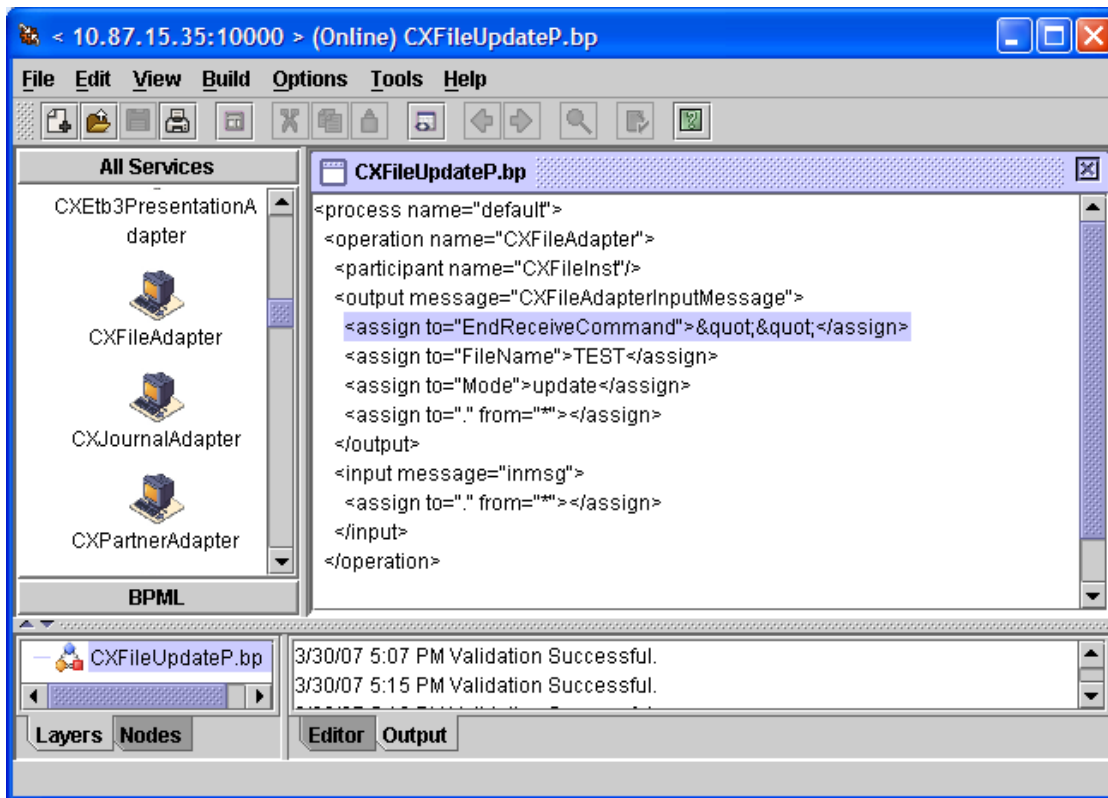 < 10.87.15.35:10000 > (Online) CXFileUpdateP.bp
File Edit View Build Options Tools Help
All Services
CXEtb3PresentationA
dapter
CXFileAdapter
CXJournalAdapter
CXPartnerAdapter
BPML
CXFileUpdateP.bp
<process name="default">
<operation name="CXFileAdapter">
<participant name="CXFileInst"/>
<output message="CXFileAdapterInputMessage">
<assign to="EndReceiveCommand">&quot;&quot;</assign>
<assign to="FileName">TEST</assign>
<assign to="Mode">update</assign>
<assign to="." from="*"></assign>
</output>
<input message="inmsg">
<assign to="." from="*"></assign>
</input>
</operation>
CXFileUpdateP.bp
3/30/07 5:07 PM Validation Successful.
3/30/07 5:15 PM Validation Successful.
Layers Nodes
Editor Output